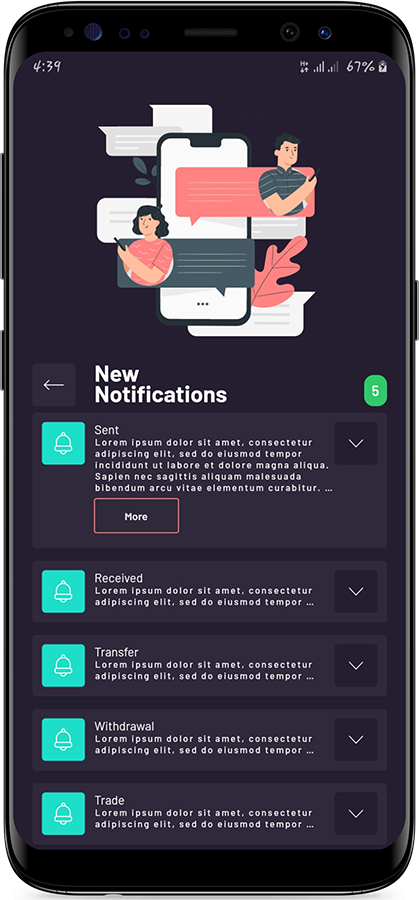 4:39
H+
67%
New
Notifications
5
Sent
Lorem ipsum dolor sit amet, consectetur
adipiscing elit, sed do eiusmod tempor
incididunt ut labore et dolore magna aliqua.
Sapien nec sagittis aliquam malesuada
bibendum arcu vitae elementum curabitur. ...
More
Received
Lorem ipsum dolor sit amet, consectetur
adipiscing elit, sed do eiusmod tempor ...
Transfer
Lorem ipsum dolor sit amet, consectetur
adipiscing elit, sed do eiusmod tempor ...
Withdrawal
Lorem ipsum dolor sit amet, consectetur
adipiscing elit, sed do eiusmod tempor ...
Trade
Lorem ipsum dolor sit amet, consectetur
adipiscing elit, sed do eiusmod tempor ...